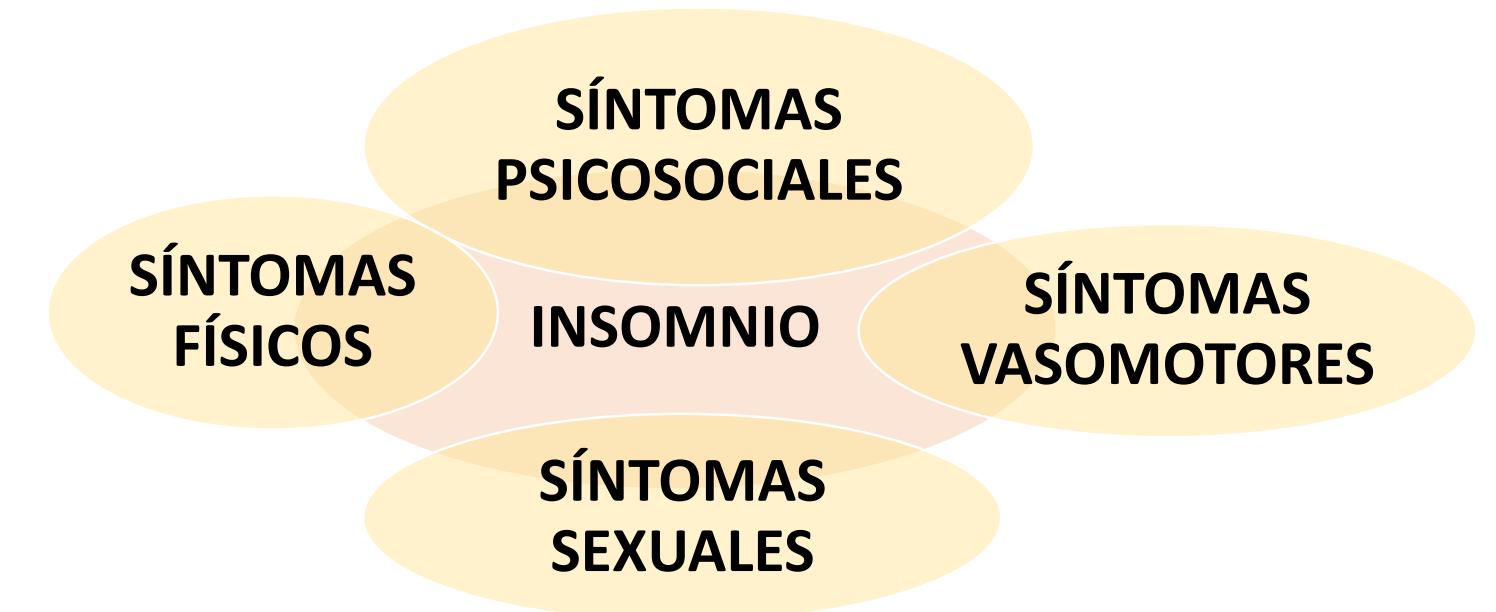 SÍNTOMAS
PSICOSOCIALES
SÍNTOMAS
FÍSICOS
INSOMNIO
SÍNTOMAS
VASOMOTORES
SÍNTOMAS
SEXUALES